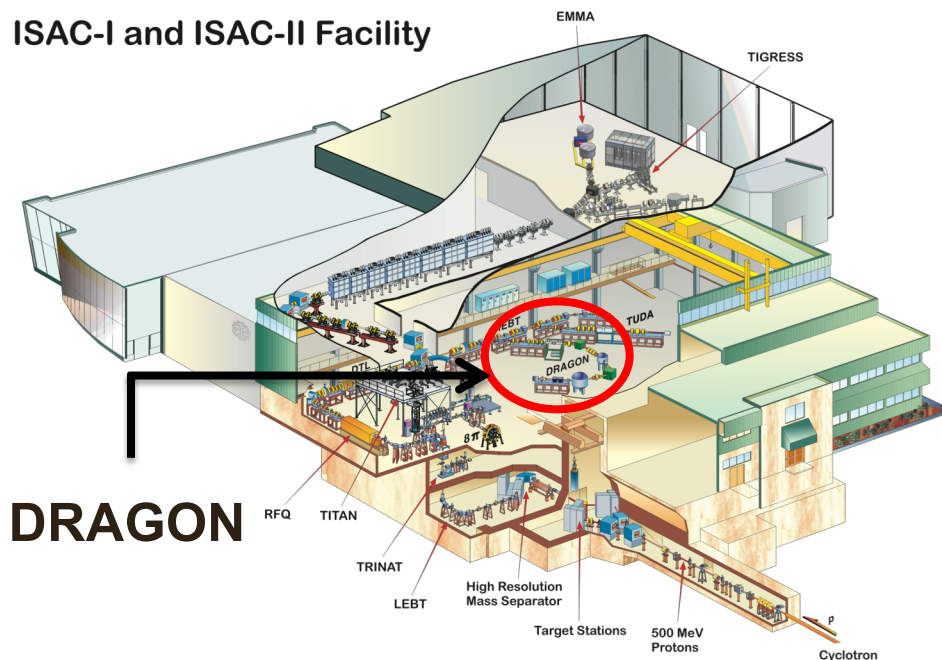 ISAC-I and ISAC-II Facility
EMMA
TIGRESS
HEBT
TUDA
DRAGON
DTL
8π
DRAGON
RFQ
TITAN
TRINAT
LEBT
High Resolution
Mass Separator
Target Stations
500 MeV
Protons
p
Cyclotron